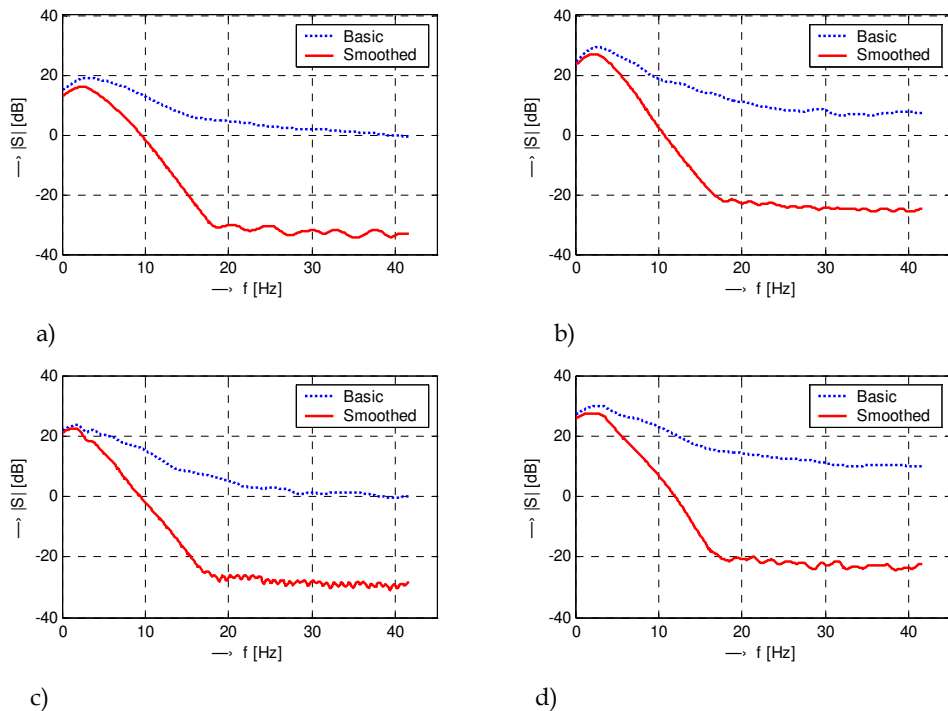 40
20
0
-20
-40
0
10
20
30
40
—› |S| [dB]
—› f [Hz]
Basic
Smoothed
a)
40
20
0
-20
-40
0
10
20
30
40
—› |S| [dB]
—› f [Hz]
Basic
Smoothed
b)
40
20
0
-20
-40
0
10
20
30
40
—› |S| [dB]
—› f [Hz]
Basic
Smoothed
c)
40
20
0
-20
-40
0
10
20
30
40
—› |S| [dB]
—› f [Hz]
Basic
Smoothed
d)